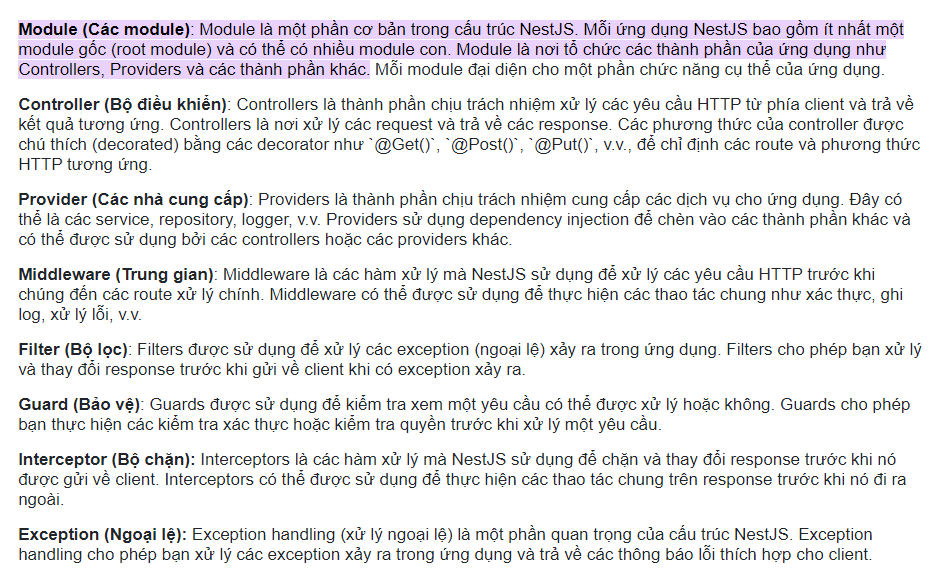 Module (Các module): Module là một phần cơ bản trong cấu trúc NestJS. Mỗi ứng dụng NestJS bao gồm ít nhất một
module gốc (root module) và có thể có nhiều module con. Module là nơi tổ chức các thành phần của ứng dụng như
Controllers, Providers và các thành phần khác. Mỗi module đại diện cho một phần chức năng cụ thể của ứng dụng.
Controller (Bộ điều khiển): Controllers là thành phần chịu trách nhiệm xử lý các yêu cầu HTTP từ phía client và trả về
kết quả tương ứng. Controllers là nơi xử lý các request và trả về các response. Các phương thức của controller được
chú thích (decorated) bằng các decorator như `@Get()`, `@Post()`, `@Put()`, v.v., để chỉ định các route và phương thức
HTTP tương ứng.
Provider (Các nhà cung cấp): Providers là thành phần chịu trách nhiệm cung cấp các dịch vụ cho ứng dụng. Đây có
thể là các service, repository, logger, v.v. Providers sử dụng dependency injection để chèn vào các thành phần khác và
có thể được sử dụng bởi các controllers hoặc các providers khác.
Middleware (Trung gian): Middleware là các hàm xử lý mà NestJS sử dụng để xử lý các yêu cầu HTTP trước khi
chúng đến các route xử lý chính. Middleware có thể được sử dụng để thực hiện các thao tác chung như xác thực, ghi
log, xử lý lỗi, v.v.
Filter (Bộ lọc): Filters được sử dụng để xử lý các exception (ngoại lệ) xảy ra trong ứng dụng. Filters cho phép bạn xử lý
và thay đổi response trước khi gửi về client khi có exception xảy ra.
Guard (Bảo vệ): Guards được sử dụng để kiểm tra xem một yêu cầu có thể được xử lý hoặc không. Guards cho phép
bạn thực hiện các kiểm tra xác thực hoặc kiểm tra quyền trước khi xử lý một yêu cầu.
Interceptor (Bộ chặn): Interceptors là các hàm xử lý mà NestJS sử dụng để chặn và thay đổi response trước khi nó
được gửi về client. Interceptors có thể được sử dụng để thực hiện các thao tác chung trên response trước khi nó đi ra
ngoài.
Exception (Ngoại lệ): Exception handling (xử lý ngoại lệ) là một phần quan trọng của cấu trúc NestJS. Exception
handling cho phép bạn xử lý các exception xảy ra trong ứng dụng và trả về các thông báo lỗi thích hợp cho client.